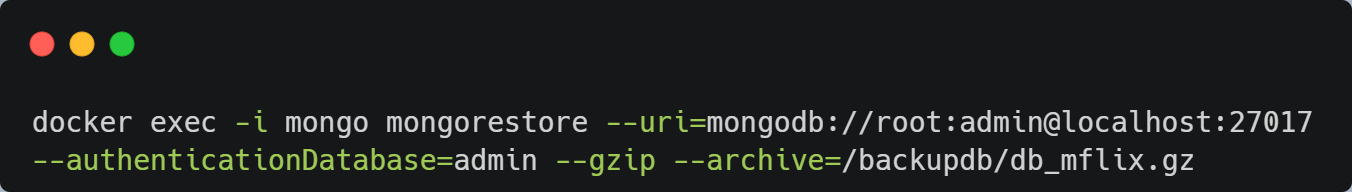 docker exec -i mongo mongorestore --uri=mongodb://root:admin@localhost:27017
--authenticationDatabase=admin --gzip --archive=/backupdb/db_mflix.gz